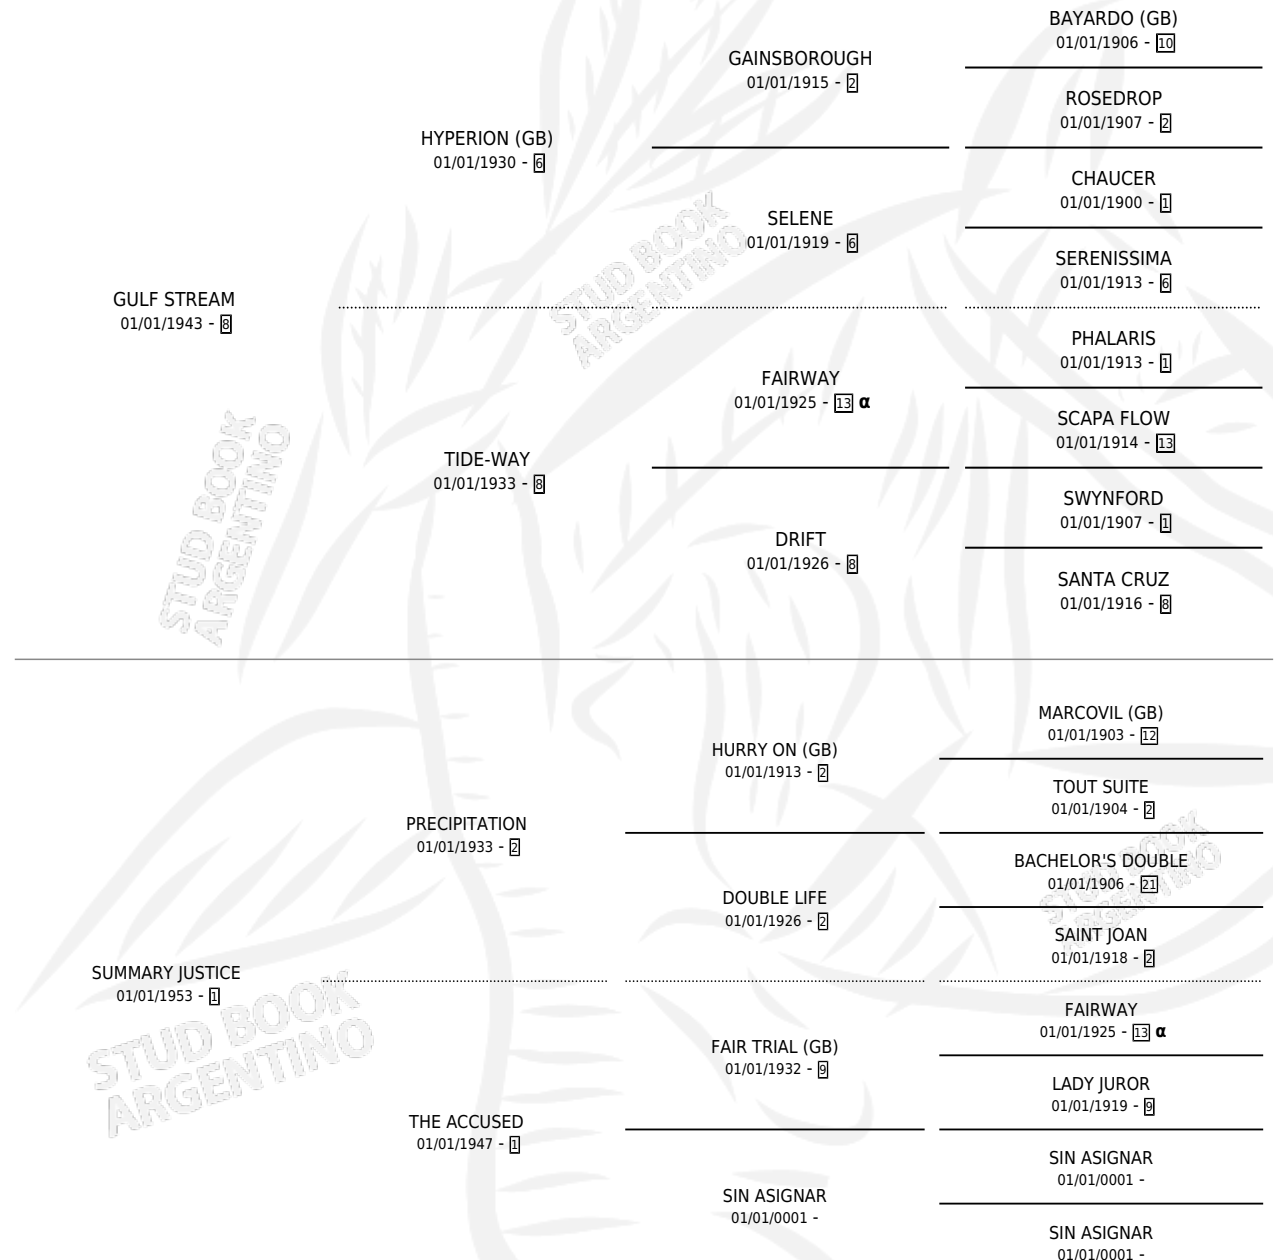 BAYARDO (GB)
01/01/1906 - 10
GAINSBOROUGH
01/01/1915 - 2
ROSEDROP
01/01/1907 - 2
HYPERION (GB)
01/01/1930 - 6
CHAUCER
01/01/1900 - 1
SELENE
01/01/1919 - 6
SERENISSIMA
01/01/1913 - 6
GULF STREAM
01/01/1943 - 8
PHALARIS
01/01/1913 - 1
FAIRWAY
01/01/1925 - 13 α
SCAPA FLOW
01/01/1914 - 13
TIDE-WAY
01/01/1933 - 8
SWYNFORD
01/01/1907 - 1
DRIFT
01/01/1926 - 8
SANTA CRUZ
01/01/1916 - 8
MARCOVIL (GB)
01/01/1903 - 12
HURRY ON (GB)
01/01/1913 - 2
TOUT SUITE
01/01/1904 - 2
PRECIPITATION
01/01/1933 - 2
BACHELOR'S DOUBLE
01/01/1906 - 21
DOUBLE LIFE
01/01/1926 - 2
SAINT JOAN
01/01/1918 - 2
SUMMARY JUSTICE
01/01/1953 - 1
FAIRWAY
01/01/1925 - 13 α
FAIR TRIAL (GB)
01/01/1932 - 9
LADY JUROR
01/01/1919 - 9
THE ACCUSED
01/01/1947 - 1
SIN ASIGNAR
01/01/0001 -
SIN ASIGNAR
01/01/0001 -
SIN ASIGNAR
01/01/0001 -
STUD BOOK
ARGENTINO
STUD BOOK
ARGENTINO
STUD BOOK
ARGENTINO
STUD BOOK
ARGENTINO